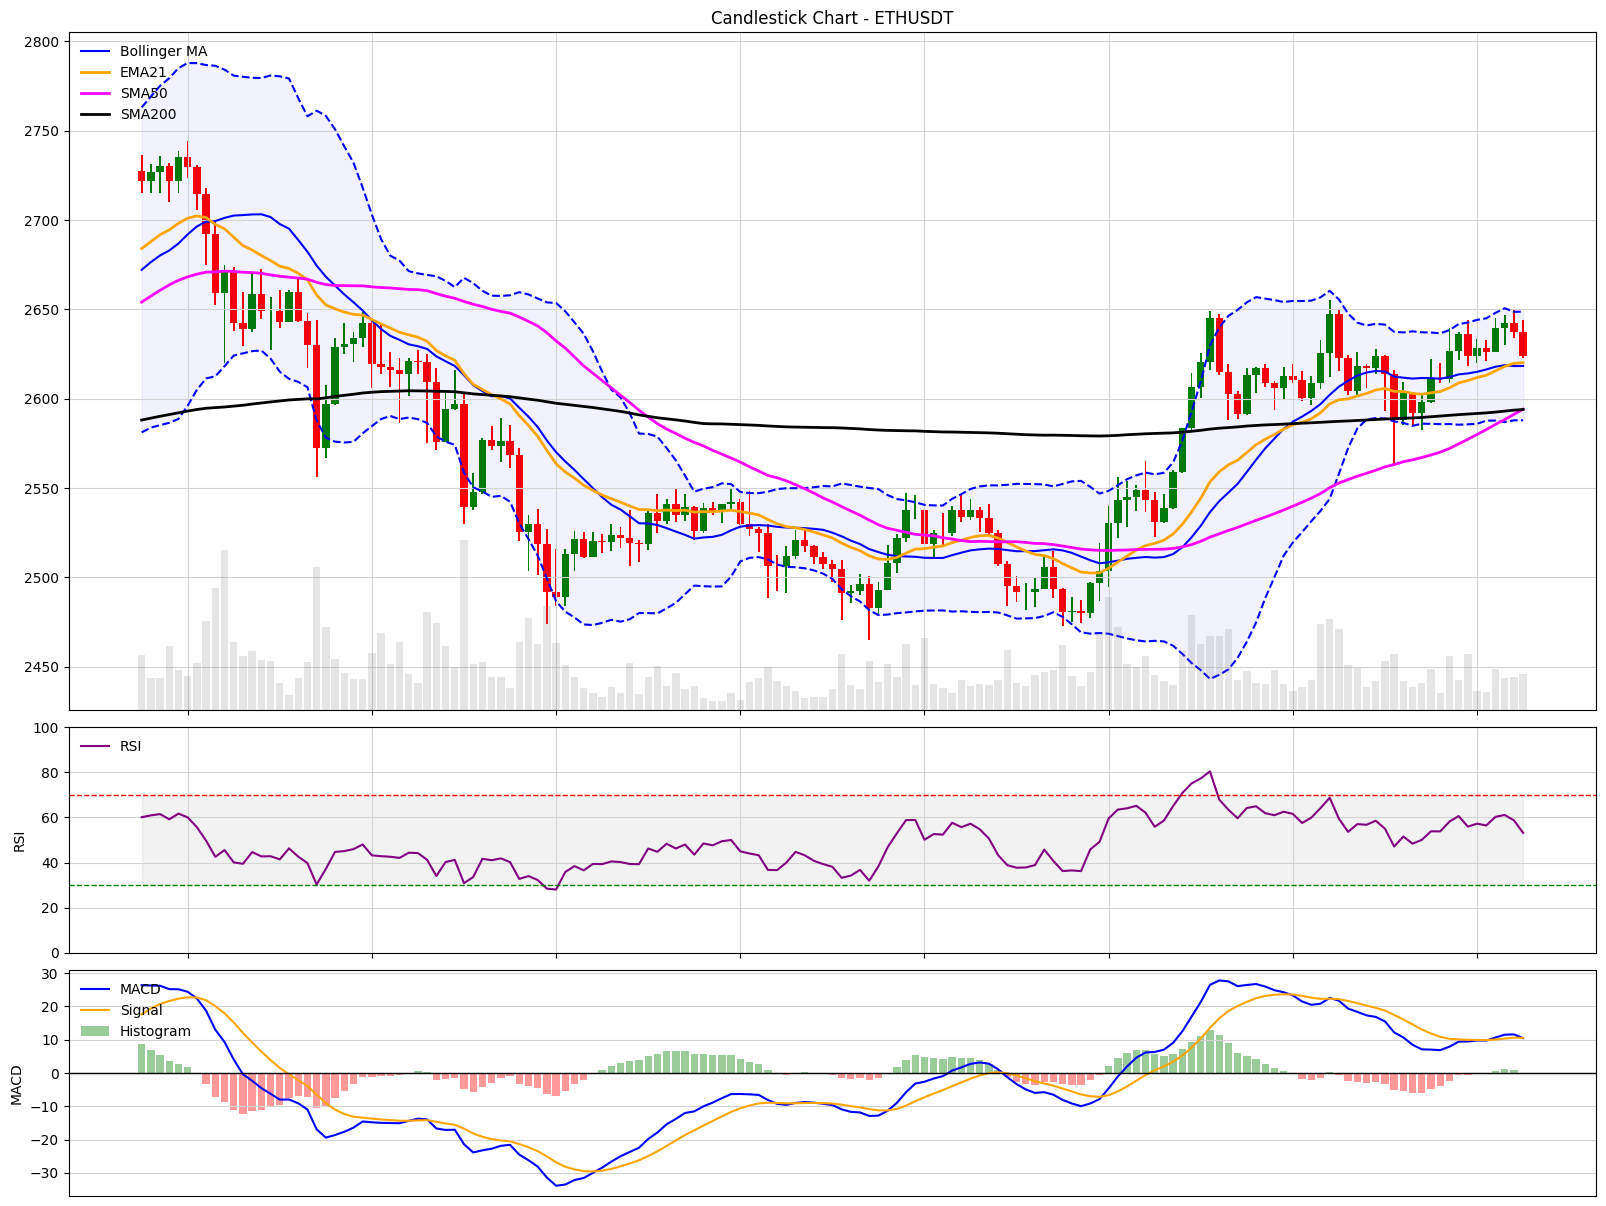 Candlestick Chart - ETHUSDT
2800
2750
2700
2650
2600
2550
2500
2450
Bollinger MA
EMA21
SMA50
SMA200
100
80
60
40
20
0
RSI
RSI
30
20
10
0
−10
−20
−30
MACD
MACD
Signal
Histogram